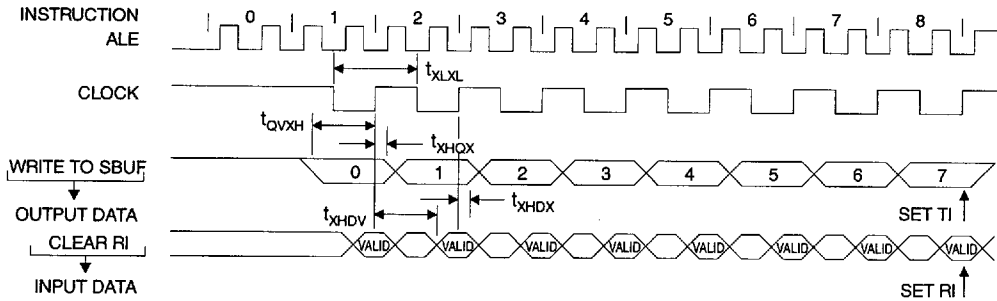 INSTRUCTION 0 1 2 3 4 5 6 7 8
ALE
tXLXL
CLOCK
tQVXH
tXHQX
WRITE TO SBUF 0 1 2 3 4 5 6 7
OUTPUT DATA tXHDV tXHDX SET TI
CLEAR RI VALID VALID VALID VALID VALID VALID VALID VALID
INPUT DATA SET RI